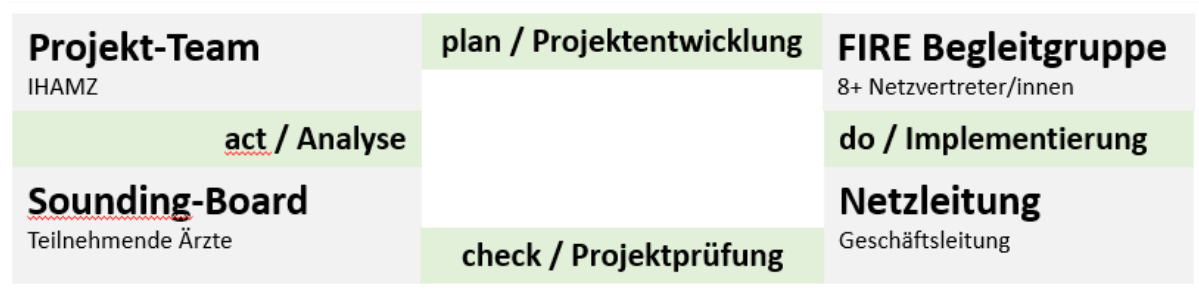 Projekt-Team
IHAMZ
plan / Projektentwicklung
FIRE Begleitgruppe
8+ Netzvertreter/innen
act / Analyse
do / Implementierung
Sounding-Board
Teilnehmende Ärzte
Netzleitung
Geschäftsleitung
check / Projektprüfung